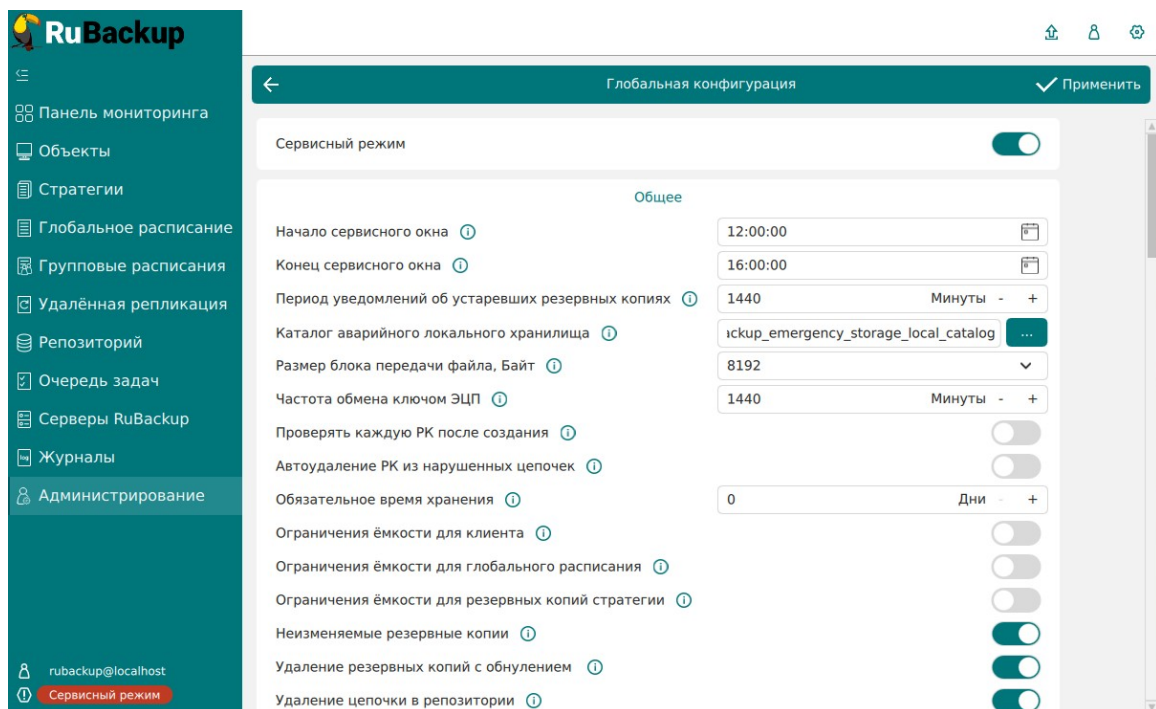 RuBackup
Глобальная конфигурация
Применить
Панель мониторинга
Объекты
Стратегии
Глобальное расписание
Групповые расписания
Удалённая репликация
Репозиторий
Очередь задач
Серверы RuBackup
Журналы
Администрирование
rubackup@localhost
Сервисный режим
Сервисный режим
Общее
Начало сервисного окна 12:00:00
Конец сервисного окна 16:00:00
Период уведомлений об устаревших резервных копиях 1440 Минуты - +
Каталог аварийного локального хранилища ackup_emergency_storage_local_catalog ...
Размер блока передачи файла, Байт 8192
Частота обмена ключом ЭЦП 1440 Минуты - +
Проверять каждую РК после создания
Автоудаление РК из нарушенных цепочек
Обязательное время хранения 0 Дни - +
Ограничения ёмкости для клиента
Ограничения ёмкости для глобального расписания
Ограничения ёмкости для резервных копий стратегии
Неизменяемые резервные копии
Удаление резервных копий с обнулением
Удаление цепочки в репозитории